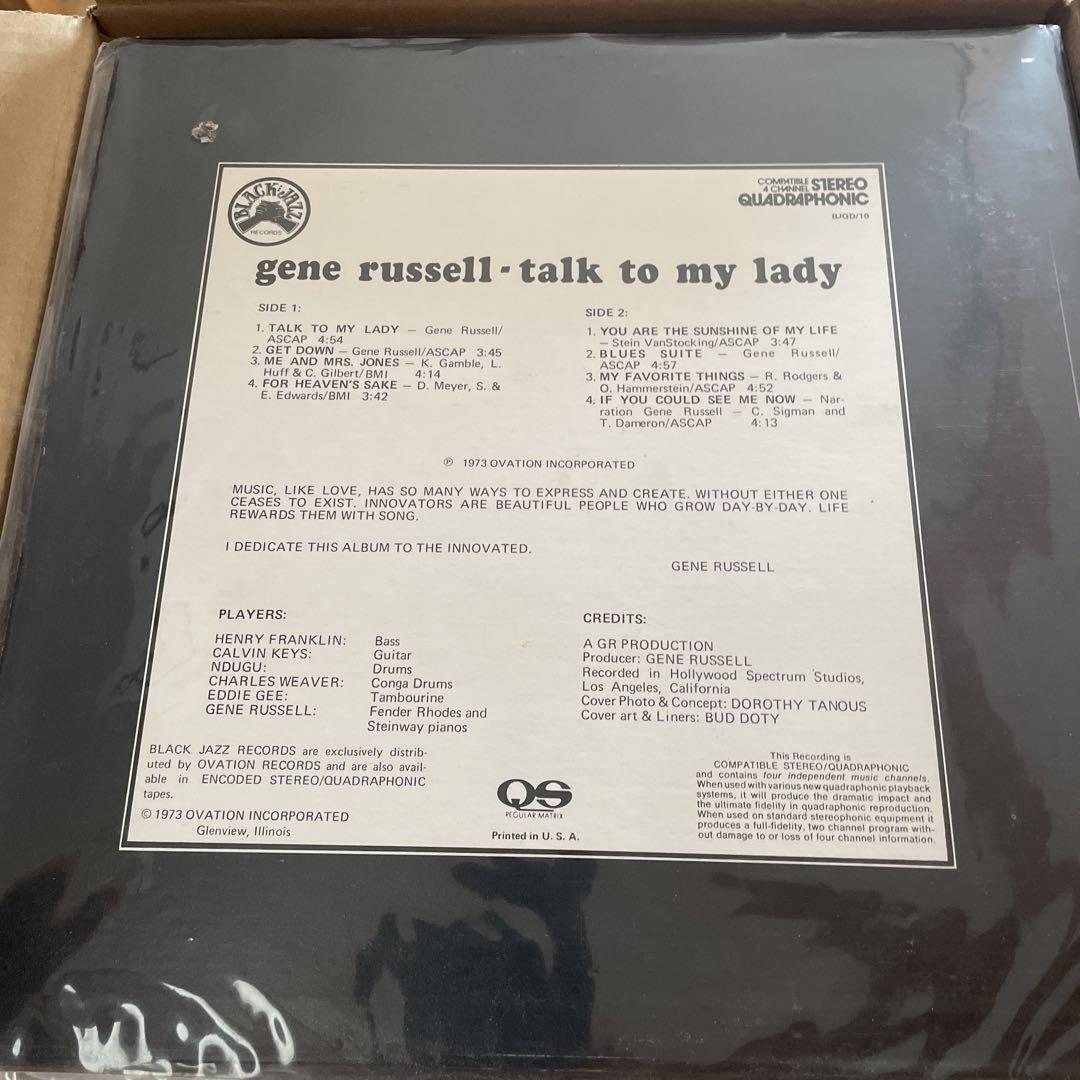 BLACK JAZZ
RECORDS
COMPATIBLE
4 CHANNEL STEREO
QUADRAPHONIC
BJQD/10
gene russell - talk to my lady
SIDE 1:
1. TALK TO MY LADY — Gene Russell/
ASCAP 4:54
2. GET DOWN — Gene Russell/ASCAP 3:45
3. ME AND MRS. JONES — K. Gamble, L.
Huff & C. Gilbert/BMI 4:14
4. FOR HEAVEN'S SAKE — D. Meyer, S. &
E. Edwards/BMI 3:42
SIDE 2:
1. YOU ARE THE SUNSHINE OF MY LIFE
— Stein VanStocking/ASCAP 3:47
2. BLUES SUITE — Gene Russell/
ASCAP 4:57
3. MY FAVORITE THINGS — R. Rodgers &
O. Hammerstein/ASCAP 4:52
4. IF YOU COULD SEE ME NOW — Nar-
ration Gene Russell — C. Sigman and
T. Dameron/ASCAP 4:13
℗ 1973 OVATION INCORPORATED
MUSIC, LIKE LOVE, HAS SO MANY WAYS TO EXPRESS AND CREATE. WITHOUT EITHER ONE
CEASES TO EXIST. INNOVATORS ARE BEAUTIFUL PEOPLE WHO GROW DAY-BY-DAY. LIFE
REWARDS THEM WITH SONG.
I DEDICATE THIS ALBUM TO THE INNOVATED.
GENE RUSSELL
PLAYERS:
HENRY FRANKLIN: Bass
CALVIN KEYS: Guitar
NDUGU: Drums
CHARLES WEAVER: Conga Drums
EDDIE GEE: Tambourine
GENE RUSSELL: Fender Rhodes and
Steinway pianos
CREDITS:
A GR PRODUCTION
Producer: GENE RUSSELL
Recorded in Hollywood Spectrum Studios,
Los Angeles, California
Cover Photo & Concept: DOROTHY TANOUS
Cover art & Liners: BUD DOTY
BLACK JAZZ RECORDS are exclusively distrib-
uted by OVATION RECORDS and are also avail-
able in ENCODED STEREO/QUADRAPHONIC
tapes.
© 1973 OVATION INCORPORATED
Glenview, Illinois
QS
REGULAR MATRIX
Printed in U. S. A.
This Recording is
COMPATIBLE STEREO/QUADRAPHONIC
and contains four independent music channels.
When used with various new quadraphonic playback
systems, it will produce the dramatic impact and
the ultimate fidelity in quadraphonic reproduction.
When used on standard stereophonic equipment it
produces a full-fidelity, two channel program with-
out damage to or loss of four channel information.